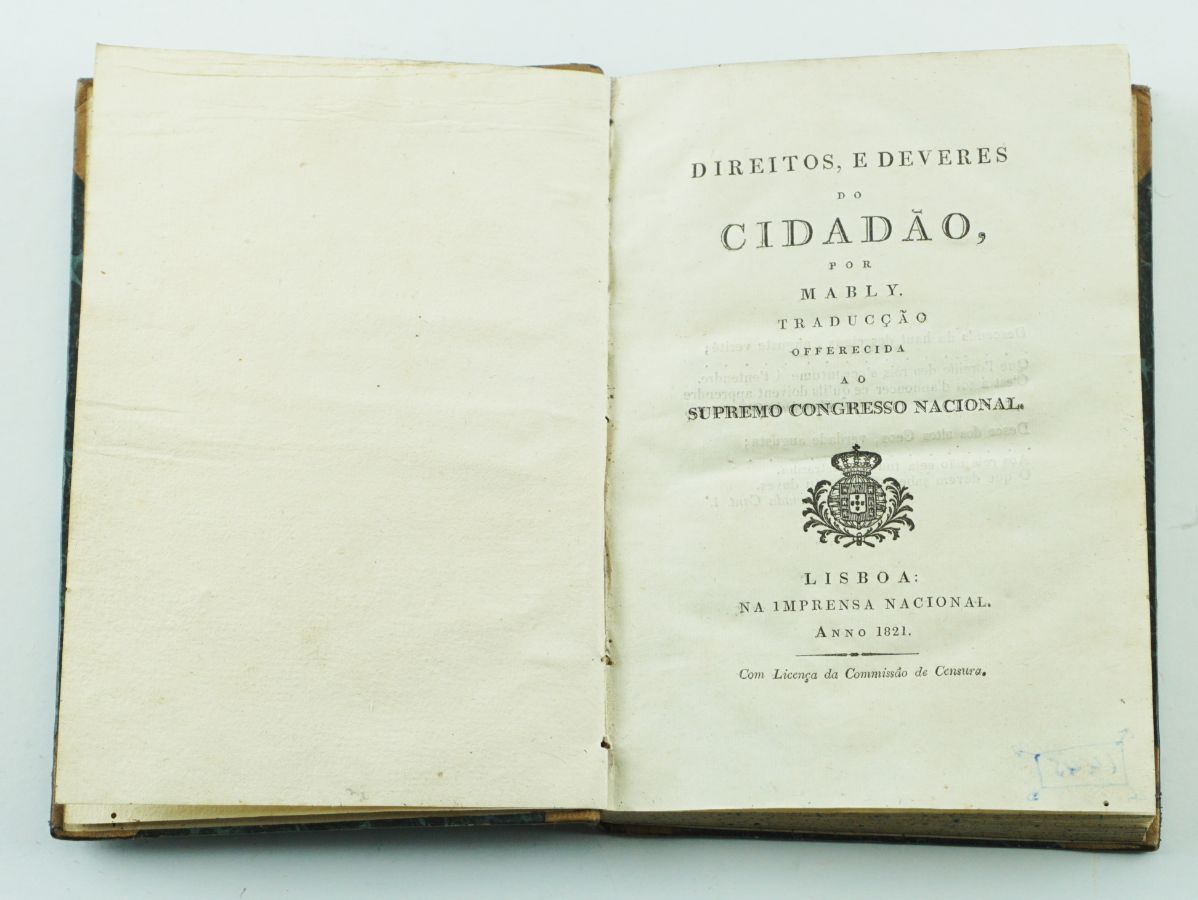 DIREITOS, E DEVERES
DO
CIDADÃO,
POR
MABLY.
TRADUCÇÃO
OFFERECIDA
AO
SUPREMO CONGRESSO NACIONAL.
LISBOA:
NA IMPRENSA NACIONAL.
ANNO 1821.
Com Licença da Commissão de Censura.